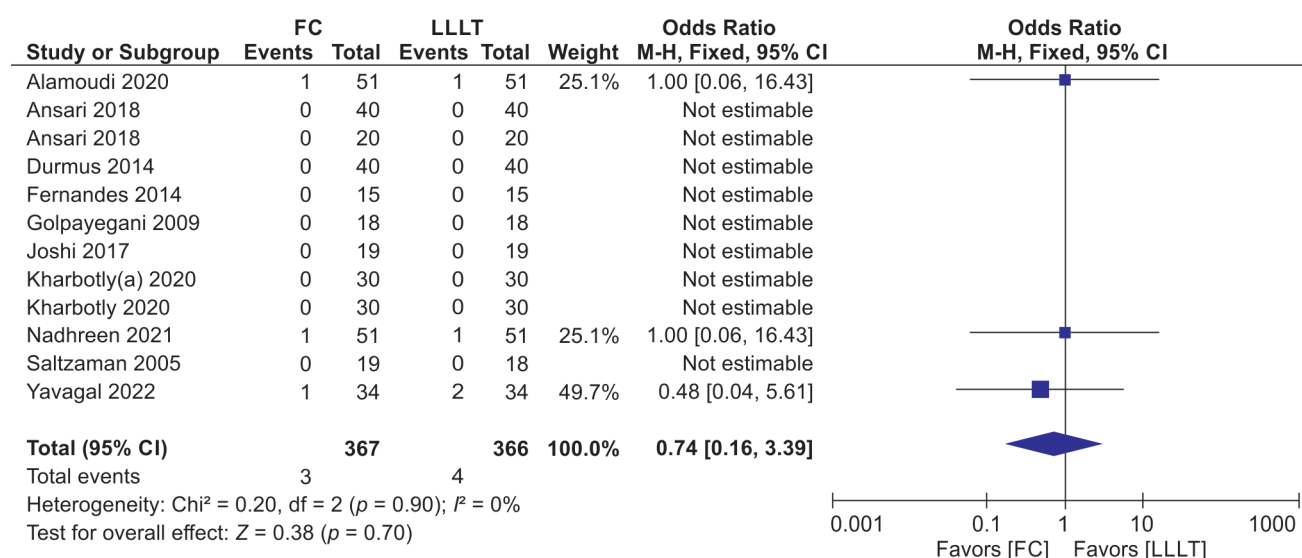 FC LLLT Odds Ratio Odds Ratio
Study or Subgroup Events Total Events Total Weight M-H, Fixed, 95% CI M-H, Fixed, 95% CI
Alamoudi 2020 1 51 1 51 25.1% 1.00 [0.06, 16.43]
Ansari 2018 0 40 0 40 Not estimable
Ansari 2018 0 20 0 20 Not estimable
Durmus 2014 0 40 0 40 Not estimable
Fernandes 2014 0 15 0 15 Not estimable
Golpayegani 2009 0 18 0 18 Not estimable
Joshi 2017 0 19 0 19 Not estimable
Kharbotly(a) 2020 0 30 0 30 Not estimable
Kharbotly 2020 0 30 0 30 Not estimable
Nadhreen 2021 1 51 1 51 25.1% 1.00 [0.06, 16.43]
Saltzaman 2005 0 19 0 18 Not estimable
Yavagal 2022 1 34 2 34 49.7% 0.48 [0.04, 5.61]
Total (95% CI) 367 366 100.0% 0.74 [0.16, 3.39]
Total events 3 4
Heterogeneity: Chi² = 0.20, df = 2 (p = 0.90); I² = 0%
Test for overall effect: Z = 0.38 (p = 0.70)
0.001 0.1 1 10 1000
Favors [FC] Favors [LLLT]